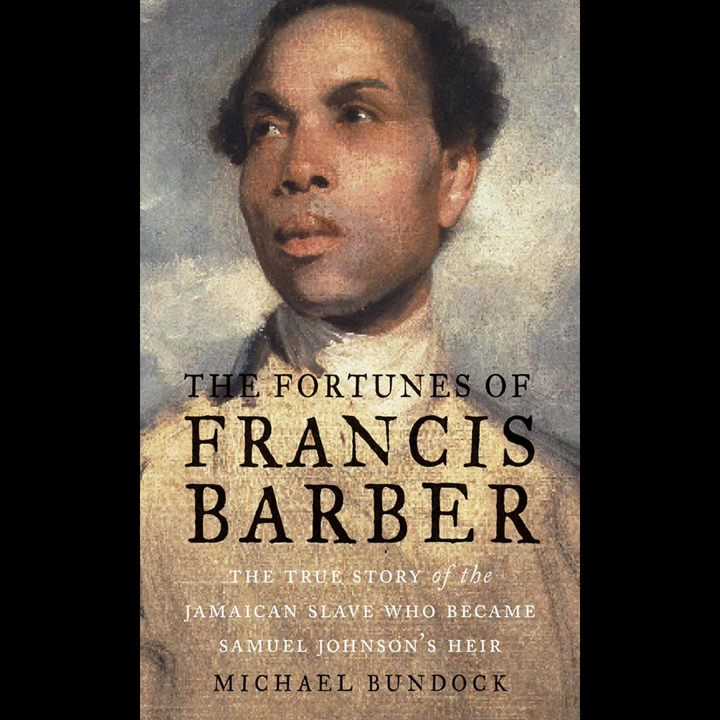 THE FORTUNES OF
FRANCIS
BARBER
THE TRUE STORY of the
JAMAICAN SLAVE WHO BECAME
SAMUEL JOHNSON'S HEIR
MICHAEL BUNDOCK